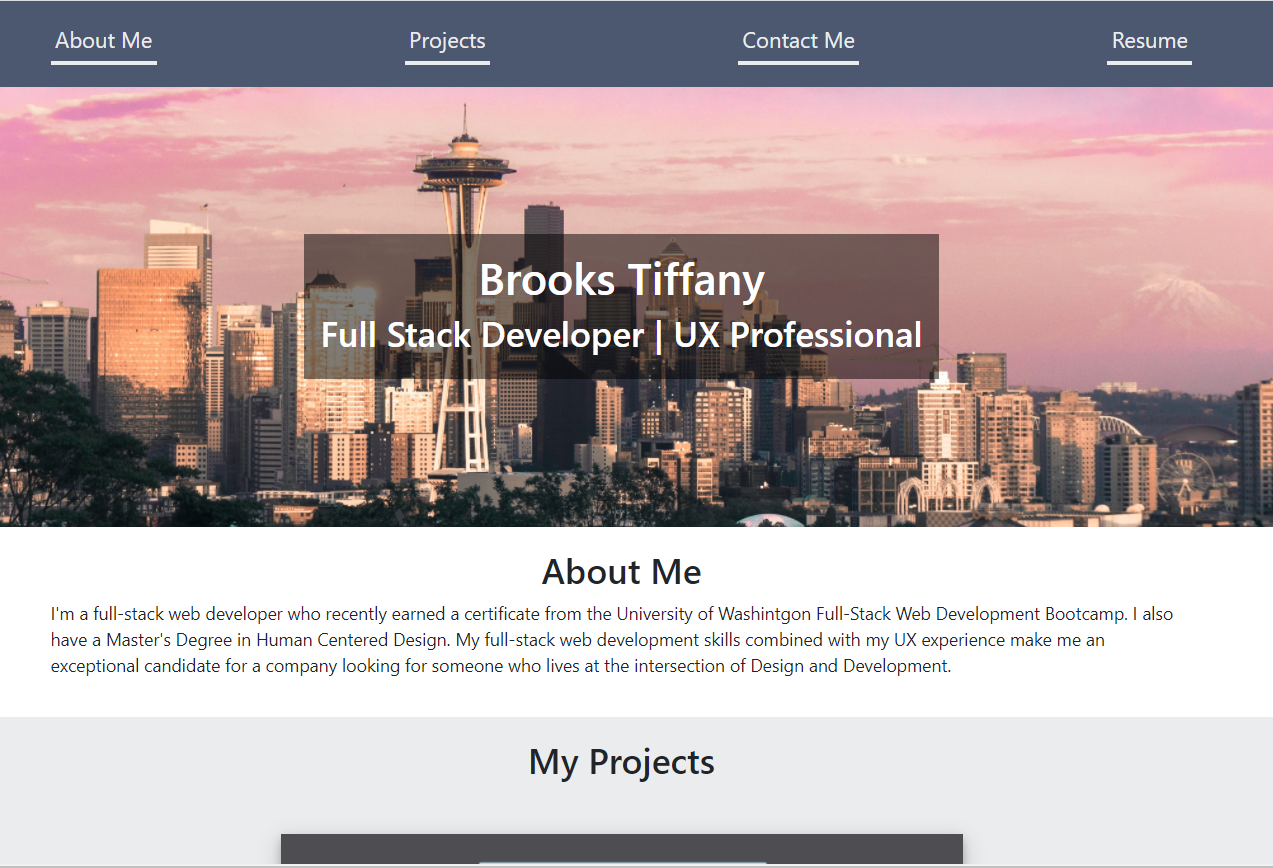 About Me
Projects
Contact Me
Resume
Brooks Tiffany
Full Stack Developer | UX Professional
About Me
I'm a full-stack web developer who recently earned a certificate from the University of Washintgon Full-Stack Web Development Bootcamp. I also
have a Master's Degree in Human Centered Design. My full-stack web development skills combined with my UX experience make me an
exceptional candidate for a company looking for someone who lives at the intersection of Design and Development.
My Projects